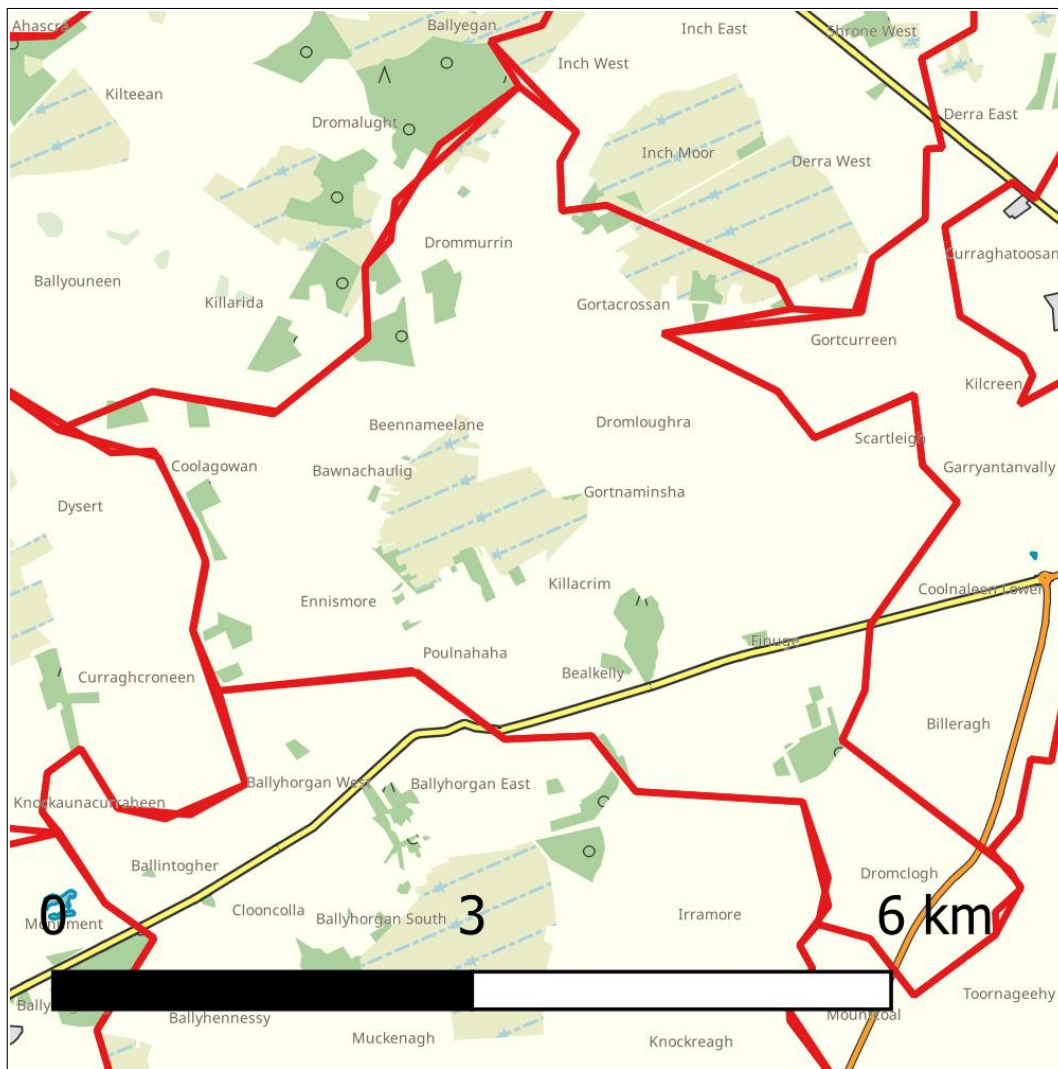 Ahascra
Ballyegan
Inch East
Shrone West
Inch West
Kilteean
Dromalught
Derra East
Inch Moor
Derra West
Drommurrin
Curraghatoosan
Ballyouneen
Killarida
Gortacrossan
Gortcurreen
Kilcreen
Beennameelane
Dromloughra
Scartleigh
Coolagowan
Bawnachaulig
Garryantanvally
Gortnaminsha
Dysert
Killacrim
Coolnaleen Lower
Ennismore
Finuge
Poulnahaha
Bealkelly
Curraghcroneen
Billeragh
Ballyhorgan West
Ballyhorgan East
Knockaunacurraheen
Ballintogher
Dromclogh
Clooncolla
Ballyhorgan South
Irramore
Monument
0 3 6 km
Toornageehy
Ballyhennessy
Mountcoal
Muckenagh
Knockreagh